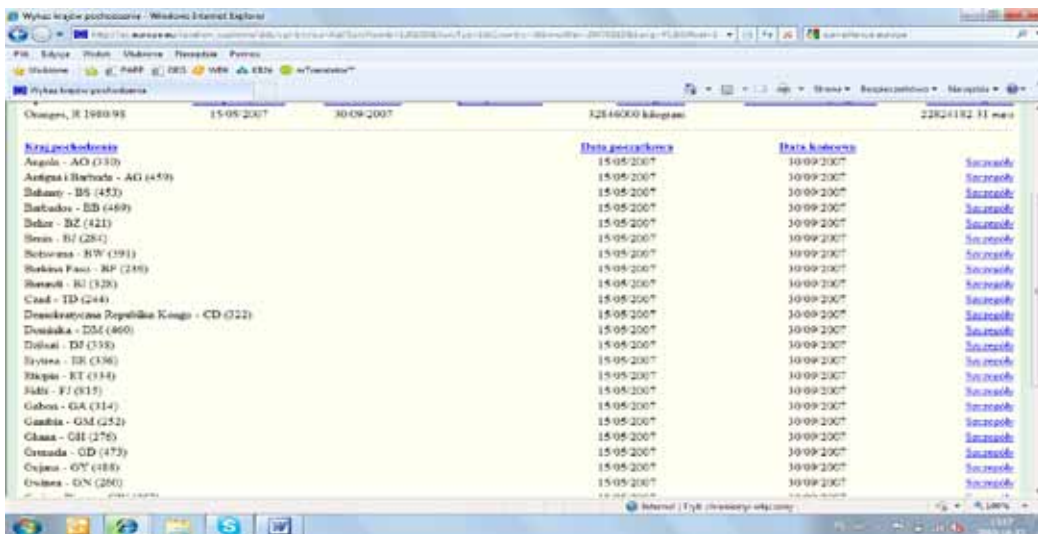 Wykaz krajów pochodzenia - Windows Internet Explorer
Plik Edycja Widok Ulubione Narzędzia Pomoc
Ulubione PARP
Wykaz krajów pochodzenia
Strona Bezpieczeństwo Narzędzia
Oranges, R 1980/98 15/05/2007 30/09/2007 32846000 kilogram 22824182.31 euro
Kraj pochodzenia Data początkowa Data końcowa
Angola - AO (330) 15/05/2007 30/09/2007 Szczegóły
Antigua i Barbuda - AG (459) 15/05/2007 30/09/2007 Szczegóły
Bahamy - BS (453) 15/05/2007 30/09/2007 Szczegóły
Barbados - BB (469) 15/05/2007 30/09/2007 Szczegóły
Belize - BZ (421) 15/05/2007 30/09/2007 Szczegóły
Benin - BJ (284) 15/05/2007 30/09/2007 Szczegóły
Botswana - BW (391) 15/05/2007 30/09/2007 Szczegóły
Burkina Faso - BF (236) 15/05/2007 30/09/2007 Szczegóły
Burundi - BI (328) 15/05/2007 30/09/2007 Szczegóły
Czad - TD (244) 15/05/2007 30/09/2007 Szczegóły
Demokratyczna Republika Konga - CD (322) 15/05/2007 30/09/2007 Szczegóły
Dominika - DM (460) 15/05/2007 30/09/2007 Szczegóły
Dżibuti - DJ (338) 15/05/2007 30/09/2007 Szczegóły
Erytrea - ER (336) 15/05/2007 30/09/2007 Szczegóły
Etiopia - ET (334) 15/05/2007 30/09/2007 Szczegóły
Fidżi - FJ (815) 15/05/2007 30/09/2007 Szczegóły
Gabon - GA (314) 15/05/2007 30/09/2007 Szczegóły
Gambia - GM (252) 15/05/2007 30/09/2007 Szczegóły
Ghana - GH (276) 15/05/2007 30/09/2007 Szczegóły
Grenada - GD (473) 15/05/2007 30/09/2007 Szczegóły
Gujana - GY (488) 15/05/2007 30/09/2007 Szczegóły
Gwinea - GN (260) 15/05/2007 30/09/2007 Szczegóły
Internet | Tryb chroniony: włączony 100%